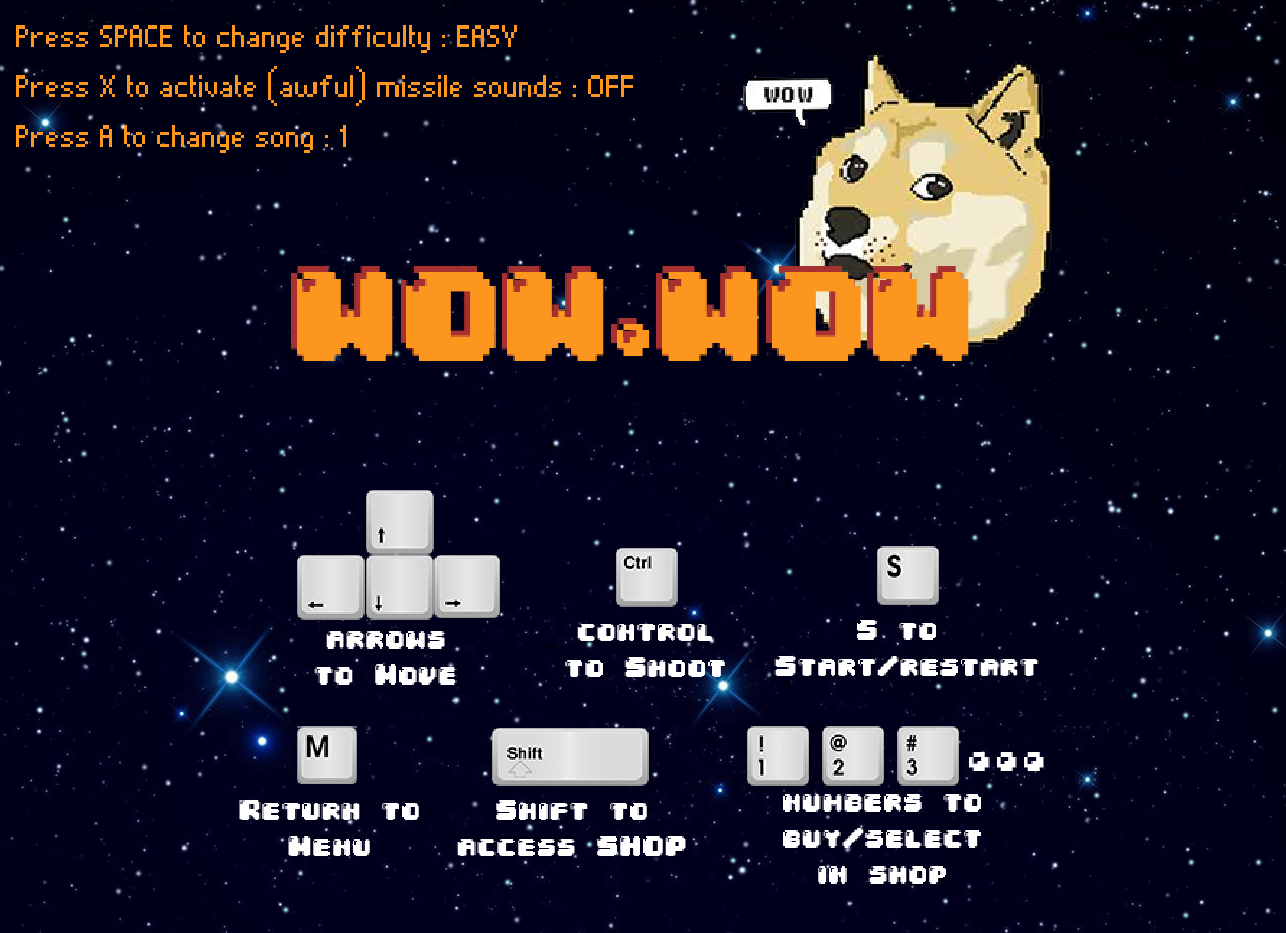 Press SPACE to change difficulty : EASY
Press X to activate (awful) missile sounds : OFF
Press A to change song : 1
WOW
WOW.WOW
↑
← ↓ →
Ctrl
S
ARROWS
TO MOVE
CONTROL
TO SHOOT
S TO
START/RESTART
M
Shift
! 1
@ 2
# 3
...
RETURN TO
MENU
SHIFT TO
ACCESS SHOP
NUMBERS TO
BUY/SELECT
IN SHOP